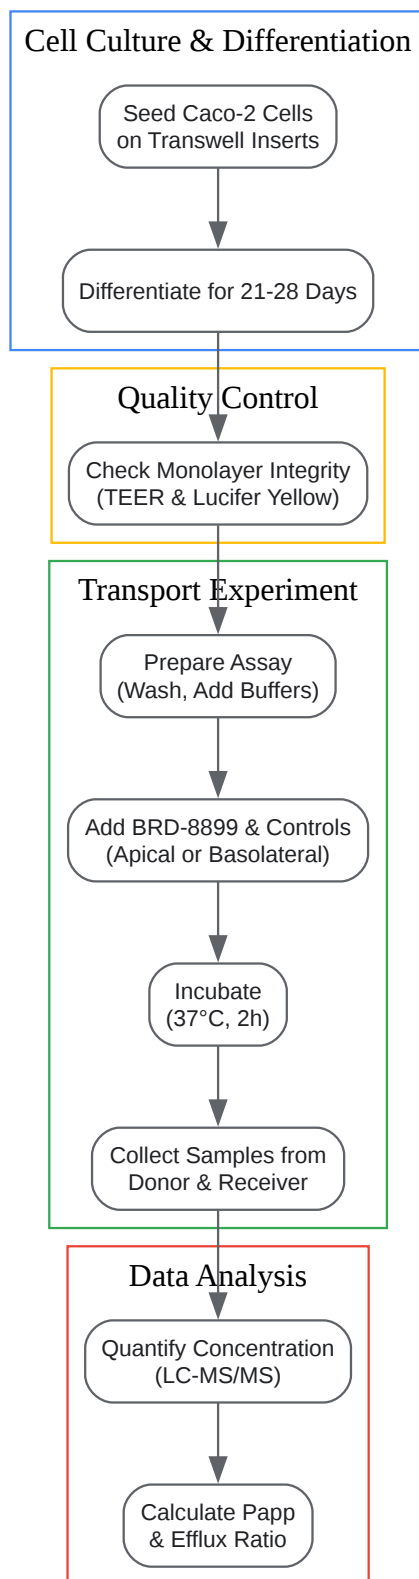 Cell Culture & Differentiation
Seed Caco-2 Cells
on Transwell Inserts
Differentiate for 21-28 Days
Quality Control
Check Monolayer Integrity
(TEER & Lucifer Yellow)
Transport Experiment
Prepare Assay
(Wash, Add Buffers)
Add BRD-8899 & Controls
(Apical or Basolateral)
Incubate
(37°C, 2h)
Collect Samples from
Donor & Receiver
Data Analysis
Quantify Concentration
(LC-MS/MS)
Calculate Papp
& Efflux Ratio